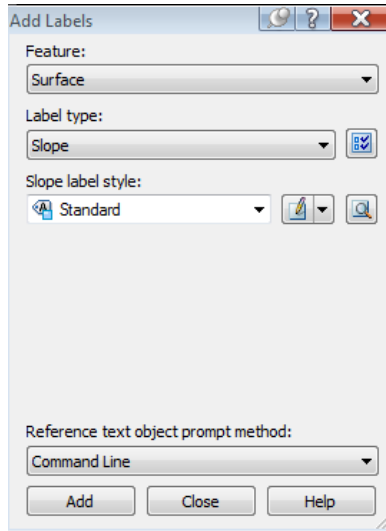 Add Labels
Feature:
Surface
Label type:
Slope
Slope label style:
Standard
Reference text object prompt method:
Command Line
Add Close Help